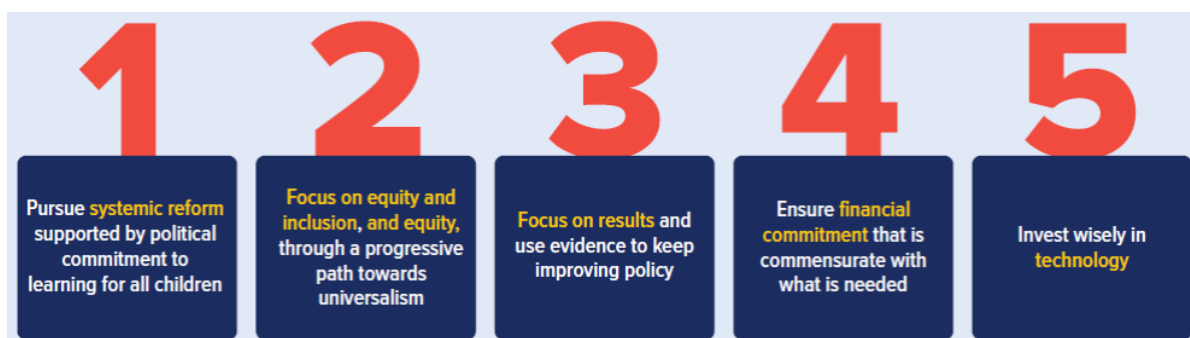 1
Pursue systemic reform
supported by political
commitment to
learning for all children
2
Focus on equity and
inclusion, and equity,
through a progressive
path towards
universalism
3
Focus on results and
use evidence to keep
improving policy
4
Ensure financial
commitment that is
commensurate with
what is needed
5
Invest wisely in
technology